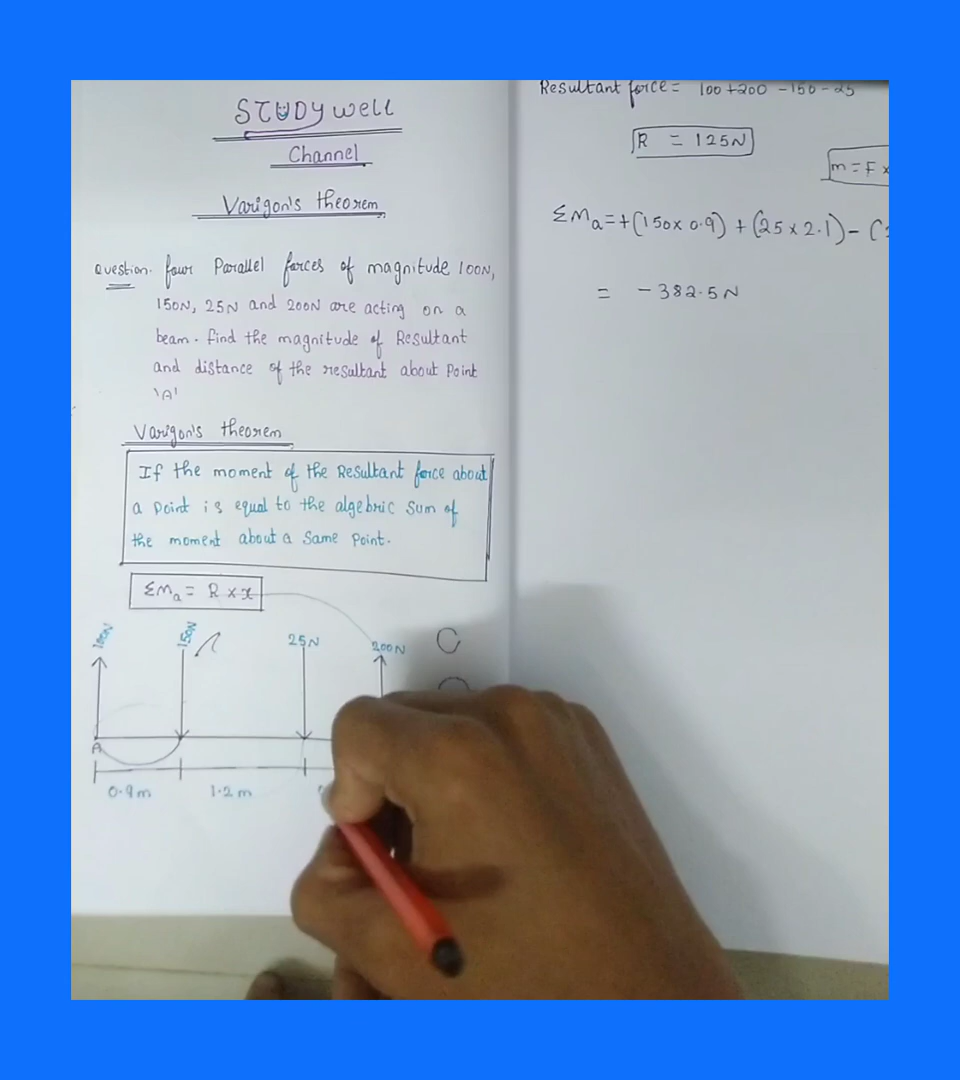 STUDY well
Channel
Varigon's theorem
Question. four Parallel forces of magnitude 100N,
150N, 25N and 200N are acting on a
beam. find the magnitude of Resultant
and distance of the resultant about Point
'A'
Varigon's theorem
If the moment of the Resultant force about
a Point is equal to the algebric sum of
the moment about a Same Point.
ΣMa = R × x
100N 150N 25N 200N
A
0.9m 1.2m
Resultant force = 100 +200 -150 -25
R = 125N
m = F ×
ΣMa = +(150 × 0.9) + (25 × 2.1) - (
= -382.5N